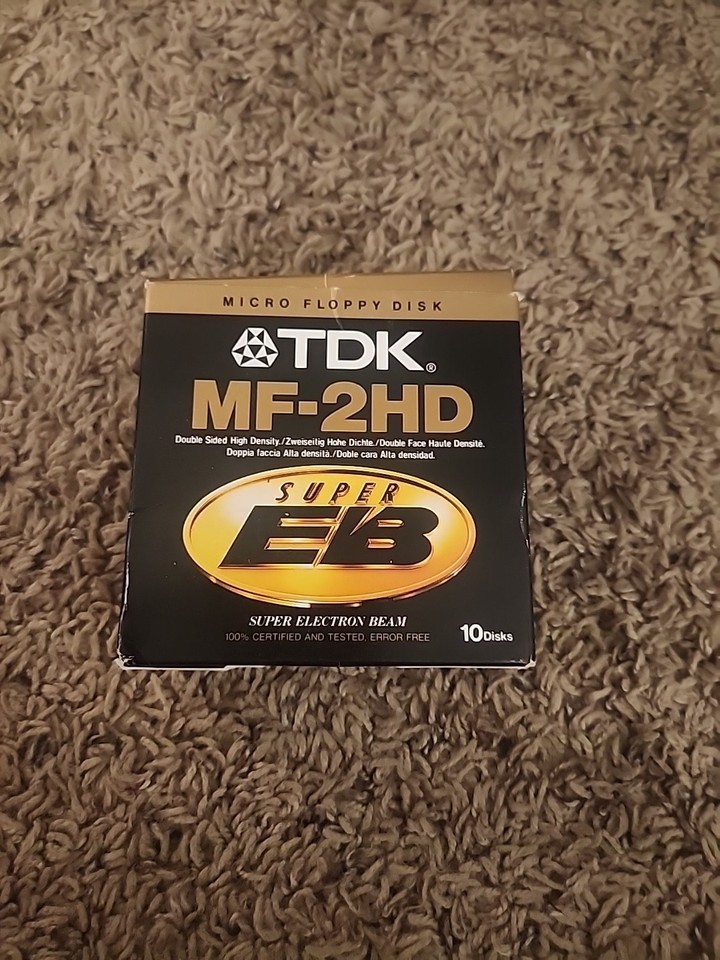 MICRO FLOPPY DISK
TDK®
MF-2HD
Double Sided High Density./Zweiseitig Hohe Dichte./Double Face Haute Densité.
Doppia faccia Alta densità./Doble cara Alta densidad.
SUPER
EB
SUPER ELECTRON BEAM
100% CERTIFIED AND TESTED, ERROR FREE
10Disks